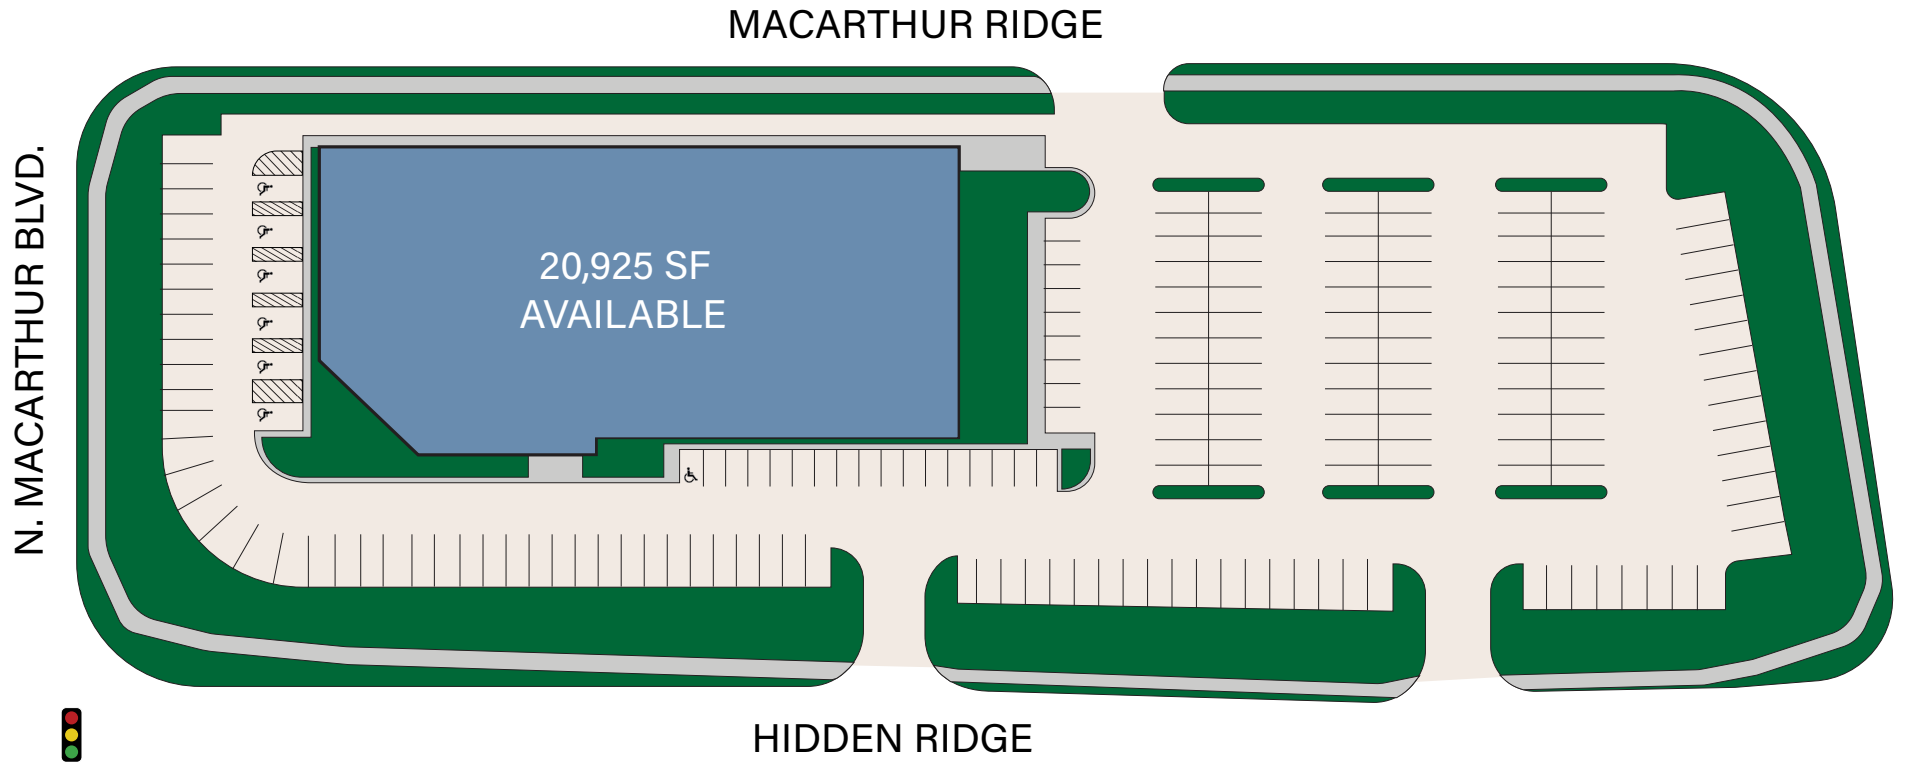 MACARTHUR RIDGE
N. MACARTHUR BLVD.
20,925 SF
AVAILABLE
HIDDEN RIDGE